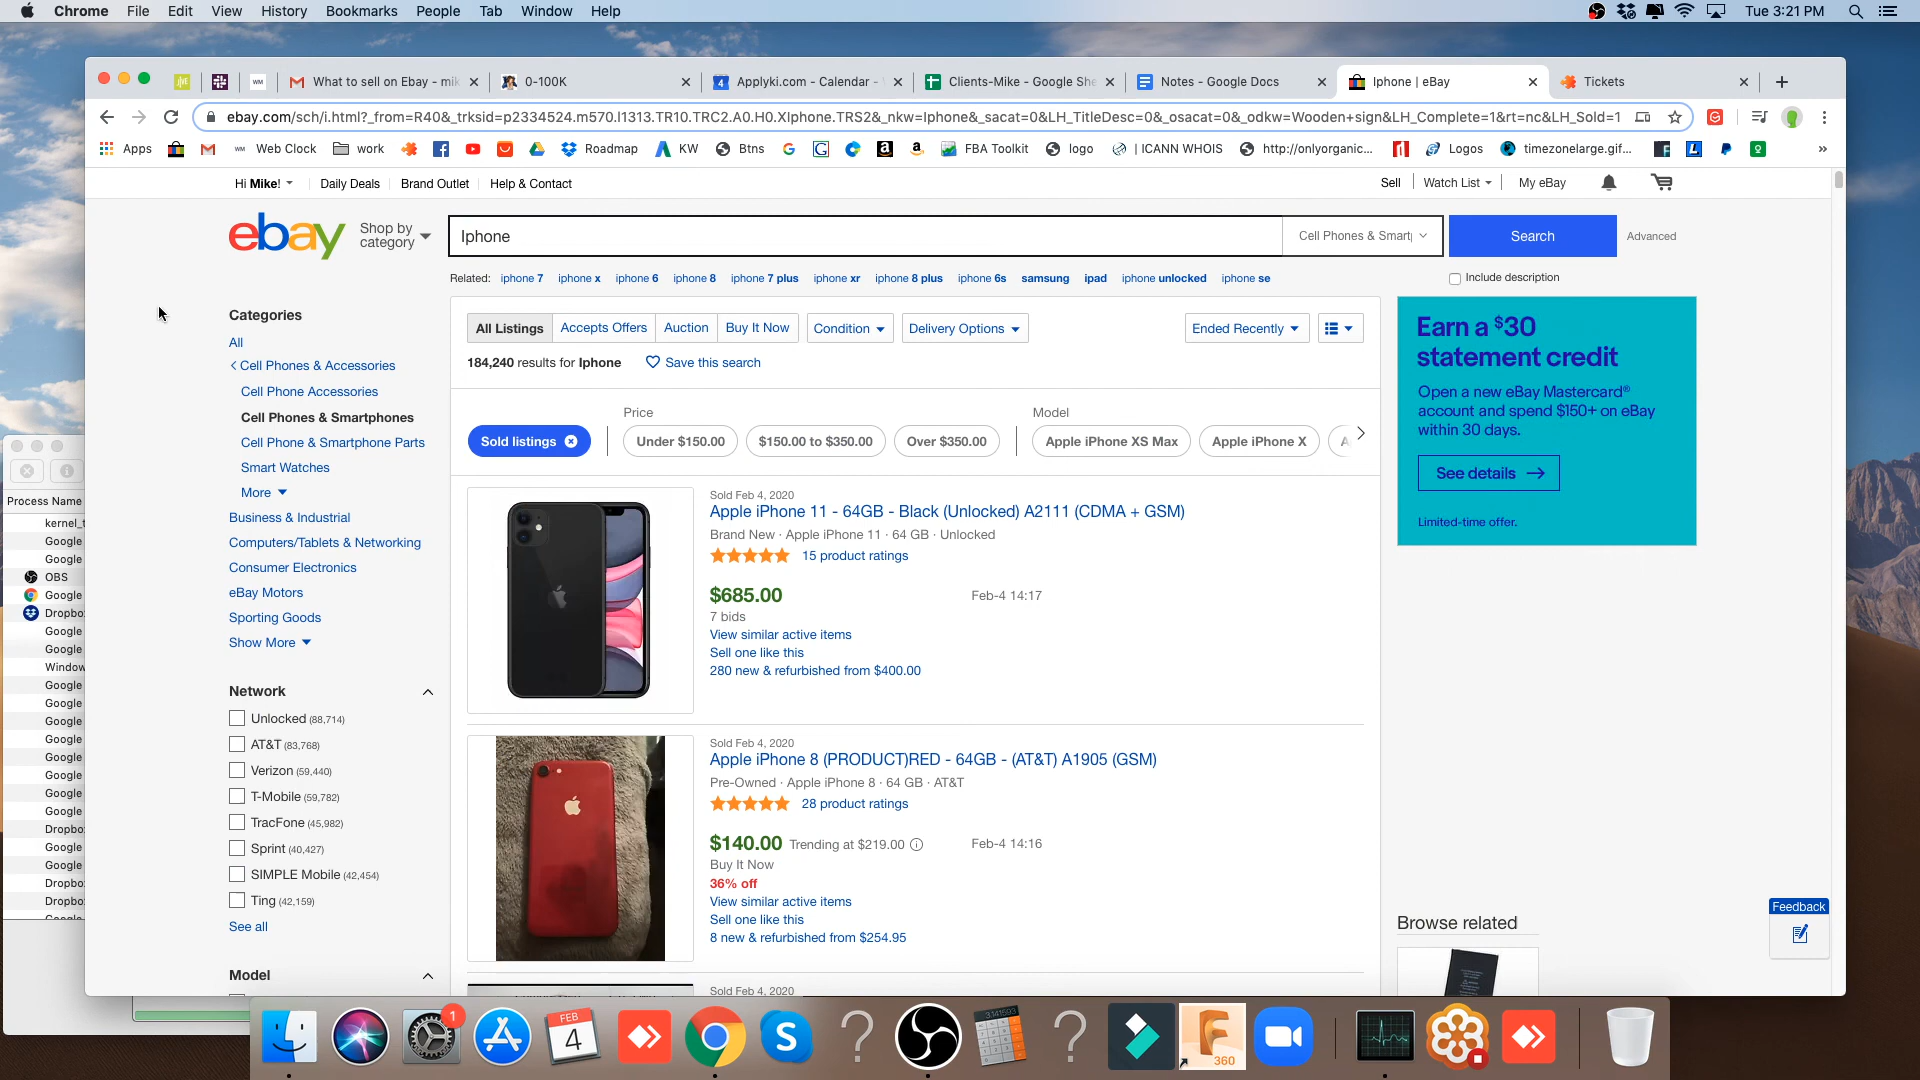 Chrome File Edit View History Bookmarks People Tab Window Help
Tue 3:21 PM
WM
What to sell on Ebay - mik
0-100K
4 Applyki.com - Calendar -
Clients-Mike - Google She
Notes - Google Docs
Iphone | eBay
Tickets
ebay.com/sch/i.html?_from=R40&_trksid=p2334524.m570.l1313.TR10.TRC2.A0.H0.XIphone.TRS2&_nkw=Iphone&_sacat=0&LH_TitleDesc=0&_osacat=0&_odkw=Wooden+sign&LH_Complete=1&rt=nc&LH_Sold=1
Apps
WM Web Clock
work
Roadmap
KW
Btns
FBA Toolkit
logo
| ICANN WHOIS
http://onlyorganic...
Logos
timezonelarge.gif...
Hi Mike! Daily Deals Brand Outlet Help & Contact
Sell Watch List My eBay
ebay
Shop by
category
Iphone
Cell Phones & Smart
Search
Advanced
Related: iphone 7 iphone x iphone 6 iphone 8 iphone 7 plus iphone xr iphone 8 plus iphone 6s samsung ipad iphone unlocked iphone se
Include description
Categories
All
Cell Phones & Accessories
Cell Phone Accessories
Cell Phones & Smartphones
Cell Phone & Smartphone Parts
Smart Watches
More
Business & Industrial
Computers/Tablets & Networking
Consumer Electronics
eBay Motors
Sporting Goods
Show More
Network
Unlocked (88,714)
AT&T (83,768)
Verizon (59,440)
T-Mobile (59,782)
TracFone (45,982)
Sprint (40,427)
SIMPLE Mobile (42,454)
Ting (42,159)
See all
Model
All Listings Accepts Offers Auction Buy It Now Condition Delivery Options
Ended Recently
184,240 results for Iphone
Save this search
Price
Model
Sold listings
Under $150.00
$150.00 to $350.00
Over $350.00
Apple iPhone XS Max
Apple iPhone X
Sold Feb 4, 2020
Apple iPhone 11 - 64GB - Black (Unlocked) A2111 (CDMA + GSM)
Brand New · Apple iPhone 11 · 64 GB · Unlocked
15 product ratings
$685.00
Feb-4 14:17
7 bids
View similar active items
Sell one like this
280 new & refurbished from $400.00
Sold Feb 4, 2020
Apple iPhone 8 (PRODUCT)RED - 64GB - (AT&T) A1905 (GSM)
Pre-Owned · Apple iPhone 8 · 64 GB · AT&T
28 product ratings
$140.00 Trending at $219.00
Feb-4 14:16
Buy It Now
36% off
View similar active items
Sell one like this
8 new & refurbished from $254.95
Sold Feb 4, 2020
Earn a $30
statement credit
Open a new eBay Mastercard®
account and spend $150+ on eBay
within 30 days.
See details
Limited-time offer.
Browse related
Feedback
Process Name
kernel_t
Google
Google
OBS
Google
Dropbo
Google
Google
Window
Google
Google
Google
Google
Google
Google
Google
Google
Dropbo
Google
Google
Dropbo
Dropbo
1
FEB
4
3.141593
360